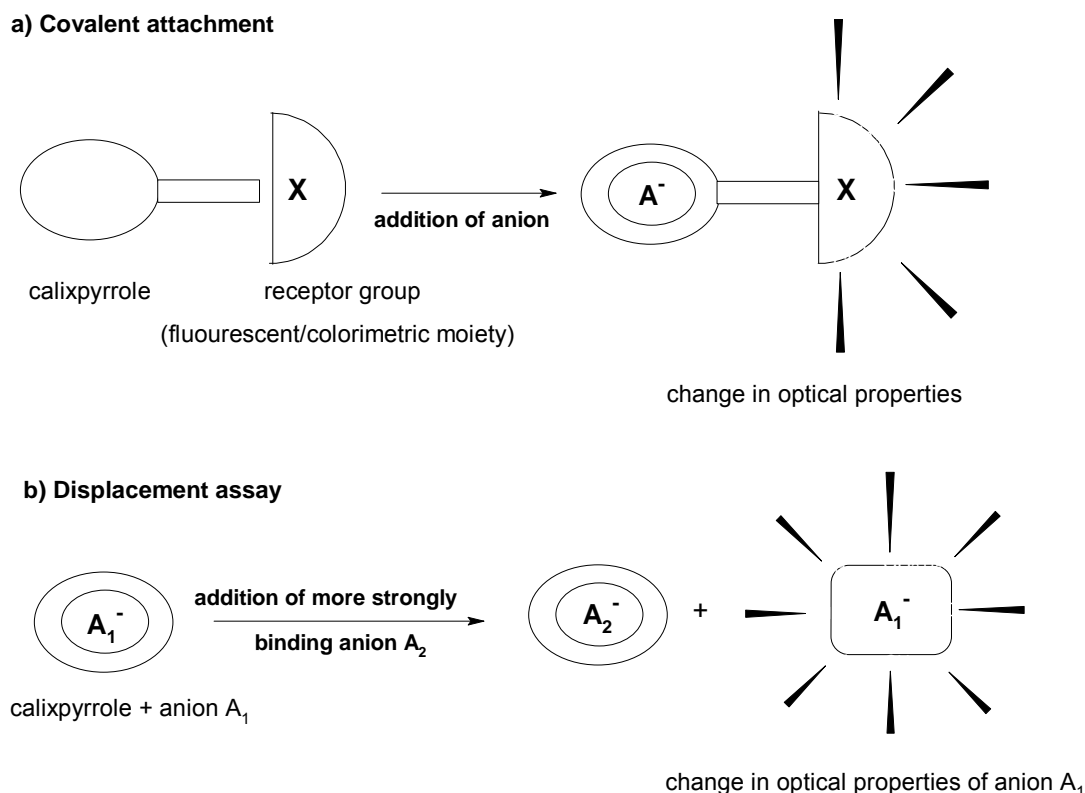 a) Covalent attachment
X
addition of anion
A⁻
X
calixpyrrole
receptor group
(fluourescent/colorimetric moiety)
change in optical properties
b) Displacement assay
A₁⁻
addition of more strongly
binding anion A₂
A₂⁻
+
A₁⁻
calixpyrrole + anion A₁
change in optical properties of anion A₁